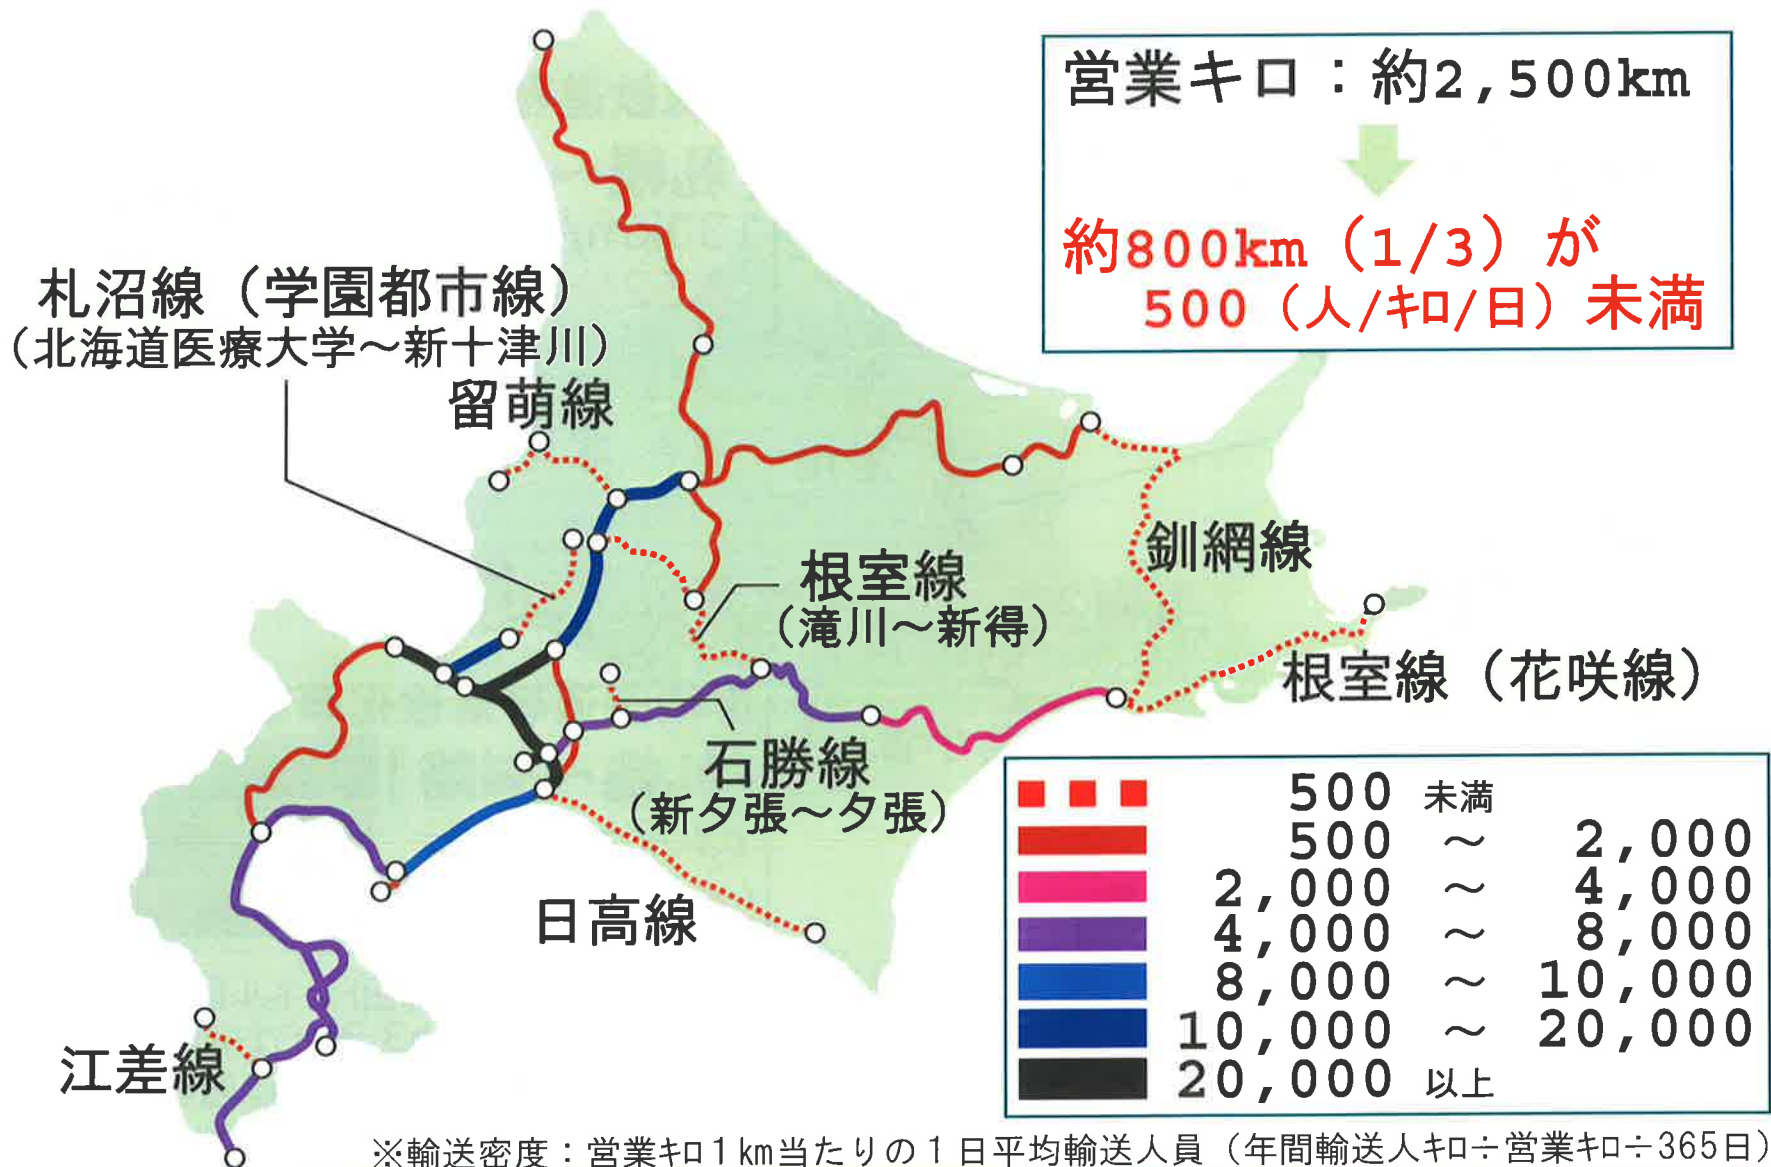 営業キロ：約2,500km
約800km（1/3）が
500（人/ｷﾛ/日）未満
札沼線（学園都市線）
（北海道医療大学～新十津川）
留萌線
釧網線
根室線
（滝川～新得）
根室線（花咲線）
石勝線
（新夕張～夕張）
日高線
江差線
500 未満
500 ～ 2,000
2,000 ～ 4,000
4,000 ～ 8,000
8,000 ～ 10,000
10,000 ～ 20,000
20,000 以上
※輸送密度：営業ｷﾛ１km当たりの１日平均輸送人員（年間輸送人ｷﾛ÷営業ｷﾛ÷365日）